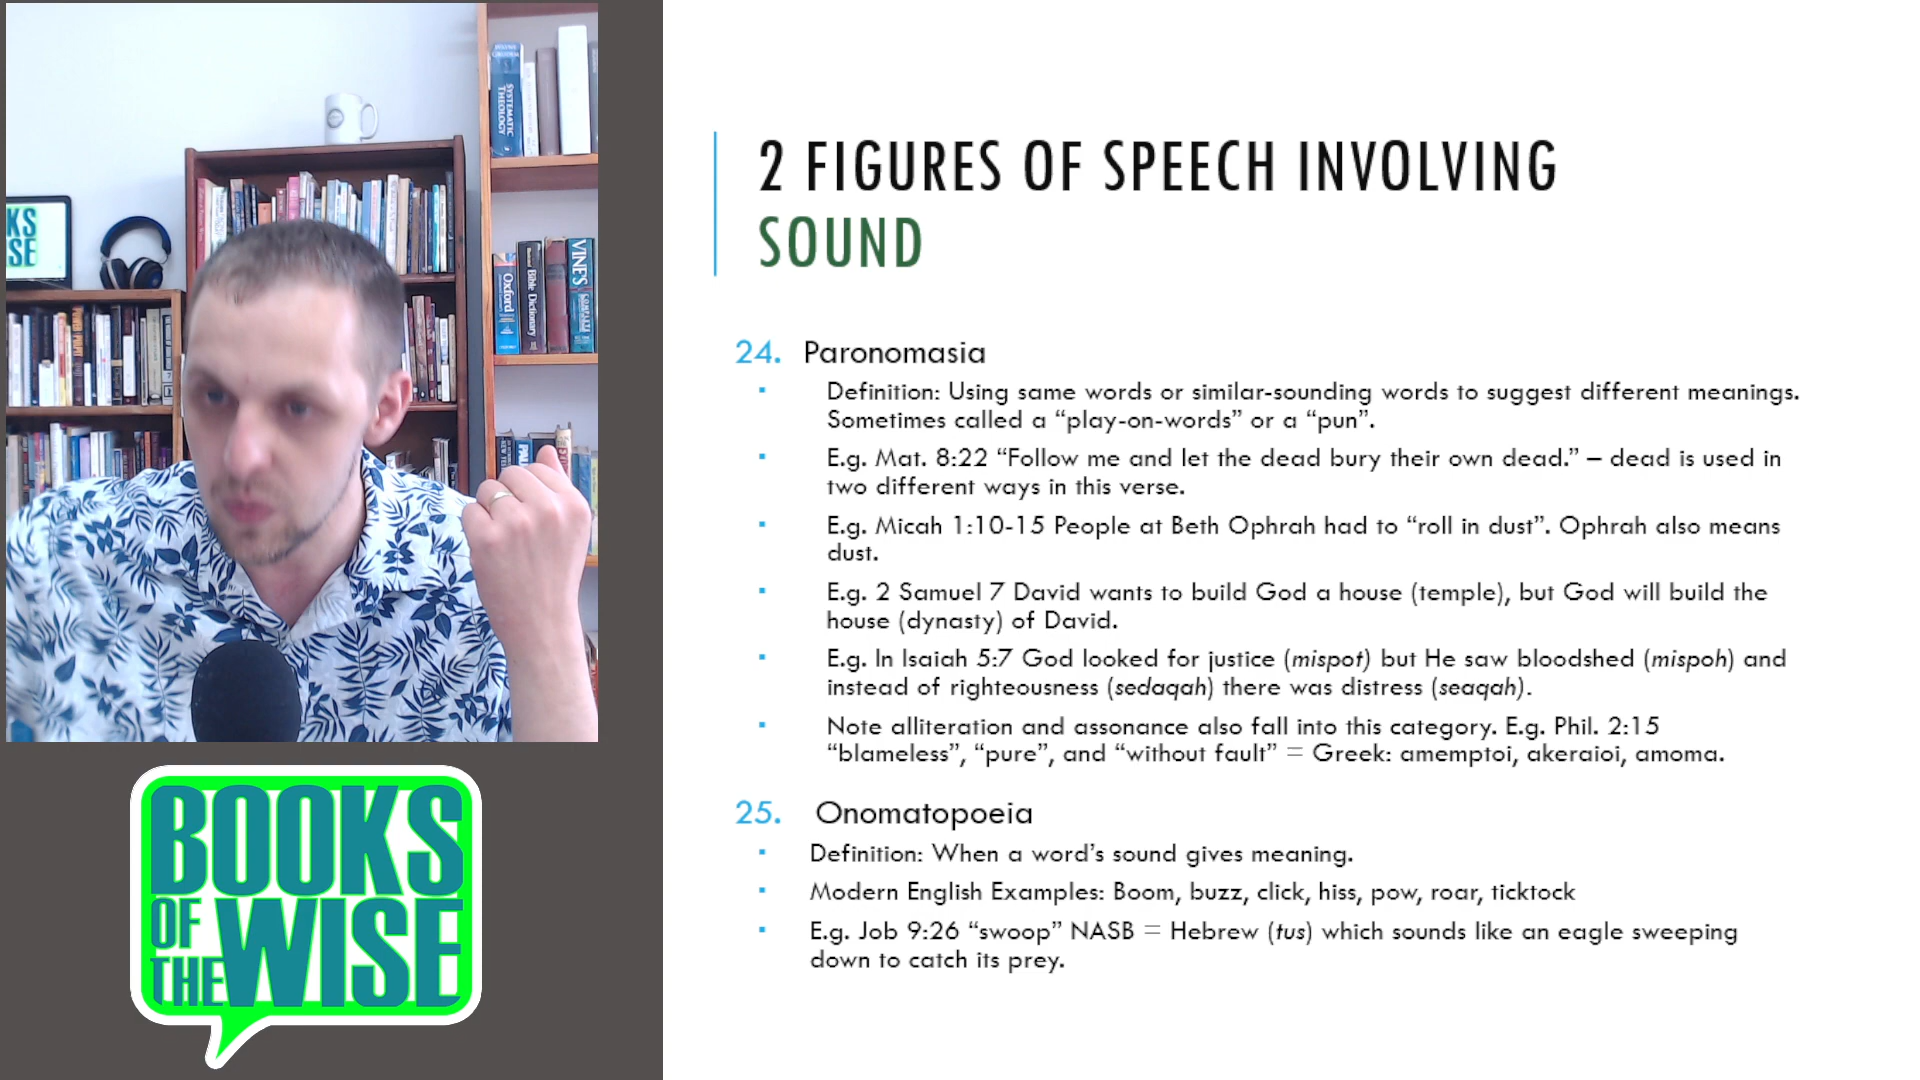 KS
ISE
SYSTEMATIC
THEOLOGY
VINE'S
Oxford
Bible Dictionary
2 FIGURES OF SPEECH INVOLVING
SOUND
24. Paronomasia
▪ Definition: Using same words or similar-sounding words to suggest different meanings.
Sometimes called a “play-on-words” or a “pun”.
▪ E.g. Mat. 8:22 “Follow me and let the dead bury their own dead.” – dead is used in
two different ways in this verse.
▪ E.g. Micah 1:10-15 People at Beth Ophrah had to “roll in dust”. Ophrah also means
dust.
▪ E.g. 2 Samuel 7 David wants to build God a house (temple), but God will build the
house (dynasty) of David.
▪ E.g. In Isaiah 5:7 God looked for justice (mispot) but He saw bloodshed (mispoh) and
instead of righteousness (sedaqah) there was distress (seaqah).
▪ Note alliteration and assonance also fall into this category. E.g. Phil. 2:15
“blameless”, “pure”, and “without fault” = Greek: amemptoi, akeraioi, amoma.
25. Onomatopoeia
▪ Definition: When a word’s sound gives meaning.
▪ Modern English Examples: Boom, buzz, click, hiss, pow, roar, ticktock
▪ E.g. Job 9:26 “swoop” NASB = Hebrew (tus) which sounds like an eagle sweeping
down to catch its prey.
BOOKS
OF
THE WISE